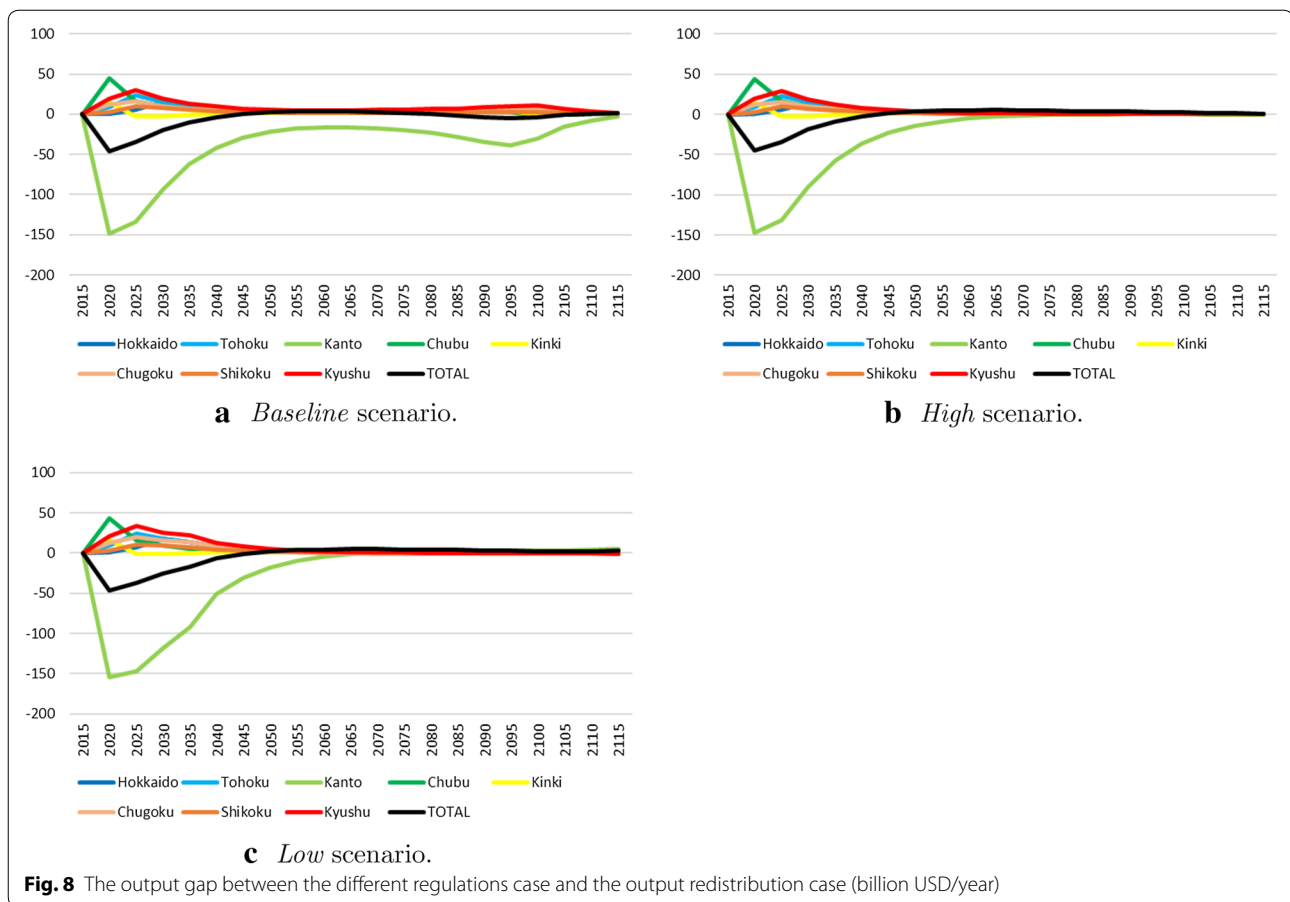 100
50
0
-50
-100
-150
-200
2015 2020 2025 2030 2035 2040 2045 2050 2055 2060 2065 2070 2075 2080 2085 2090 2095 2100 2105 2110 2115
Hokkaido Tohoku Kanto Chubu Kinki
Chugoku Shikoku Kyushu TOTAL
a Baseline scenario.
100
50
0
-50
-100
-150
-200
2015 2020 2025 2030 2035 2040 2045 2050 2055 2060 2065 2070 2075 2080 2085 2090 2095 2100 2105 2110 2115
Hokkaido Tohoku Kanto Chubu Kinki
Chugoku Shikoku Kyushu TOTAL
b High scenario.
100
50
0
-50
-100
-150
-200
2015 2020 2025 2030 2035 2040 2045 2050 2055 2060 2065 2070 2075 2080 2085 2090 2095 2100 2105 2110 2115
Hokkaido Tohoku Kanto Chubu Kinki
Chugoku Shikoku Kyushu TOTAL
c Low scenario.
Fig. 8 The output gap between the different regulations case and the output redistribution case (billion USD/year)